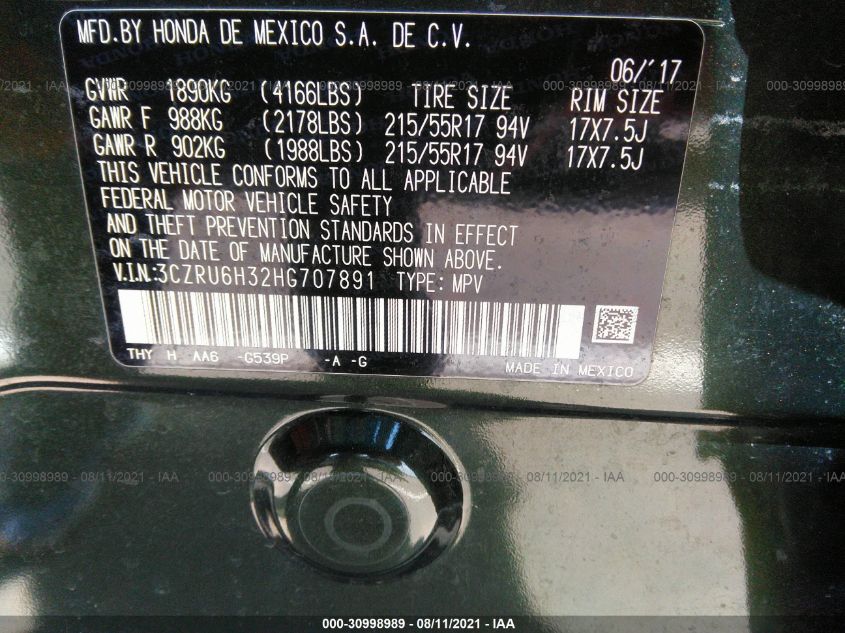 MFD.BY HONDA DE MEXICO S.A. DE C.V.
06/'17
GVWR 1890KG (4166LBS) TIRE SIZE RIM SIZE
GAWR F 988KG (2178LBS) 215/55R17 94V 17X7.5J
GAWR R 902KG (1988LBS) 215/55R17 94V 17X7.5J
THIS VEHICLE CONFORMS TO ALL APPLICABLE
FEDERAL MOTOR VEHICLE SAFETY
AND THEFT PREVENTION STANDARDS IN EFFECT
ON THE DATE OF MANUFACTURE SHOWN ABOVE.
V.I.N:3CZRU6H32HG707891 TYPE: MPV
THY H AA6 -G539P -A -G
MADE IN MEXICO
000-30998989 - 08/11/2021 - IAA